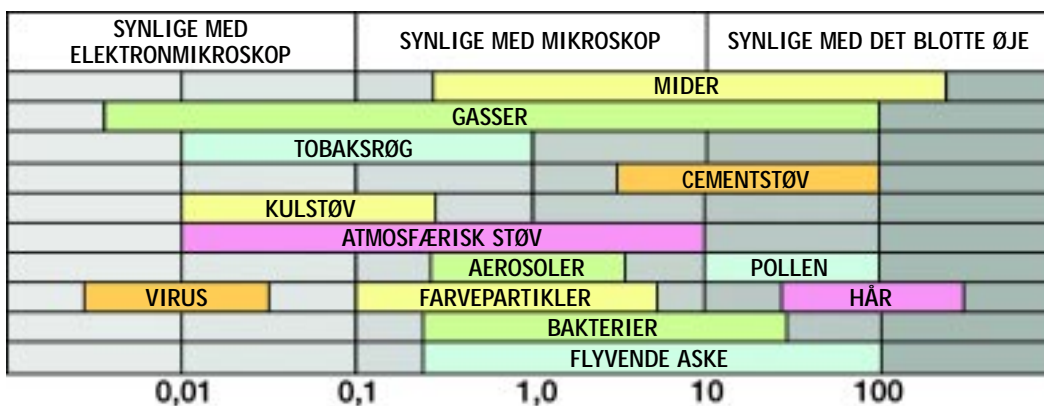 SYNLIGE MED
ELEKTRONMIKROSKOP
SYNLIGE MED MIKROSKOP
SYNLIGE MED DET BLOTTE ØJE
MIDER
GASSER
TOBAKSRØG
CEMENTSTØV
KULSTØV
ATMOSFÆRISK STØV
AEROSOLER POLLEN
VIRUS FARVEPARTIKLER HÅR
BAKTERIER
FLYVENDE ASKE
0,01 0,1 1,0 10 100